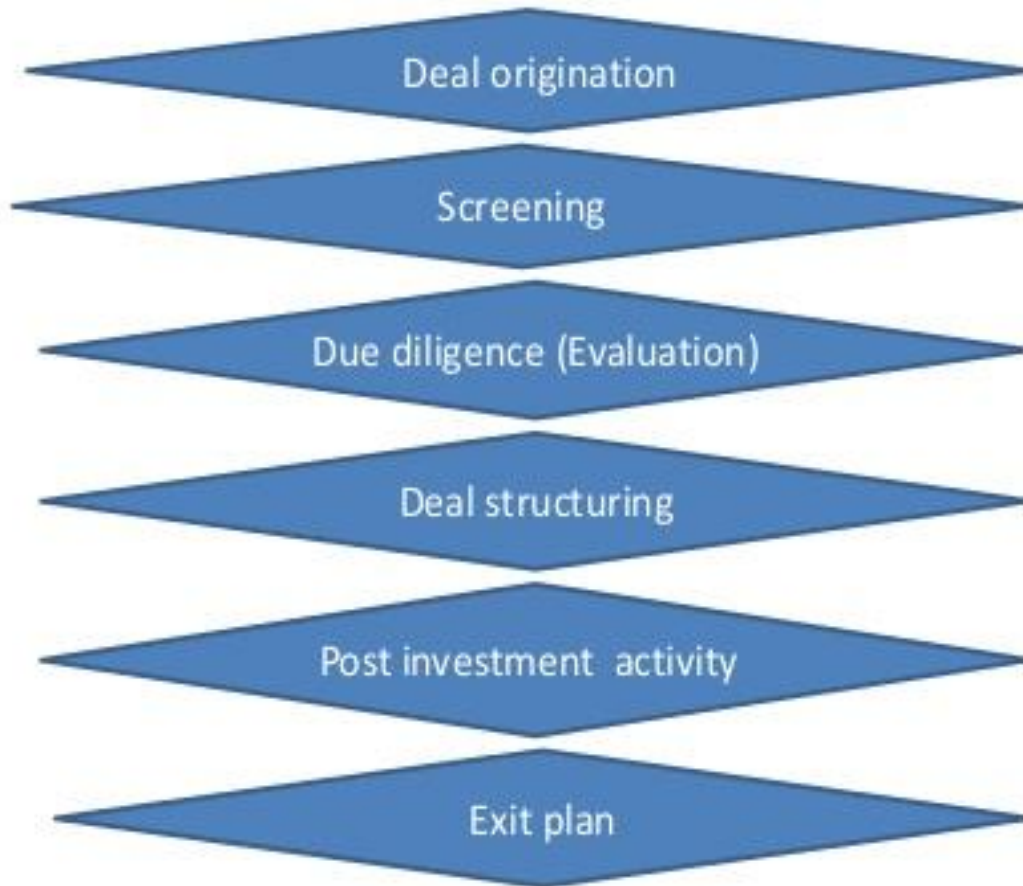 Deal origination
Screening
Due diligence (Evaluation)
Deal structuring
Post investment activity
Exit plan